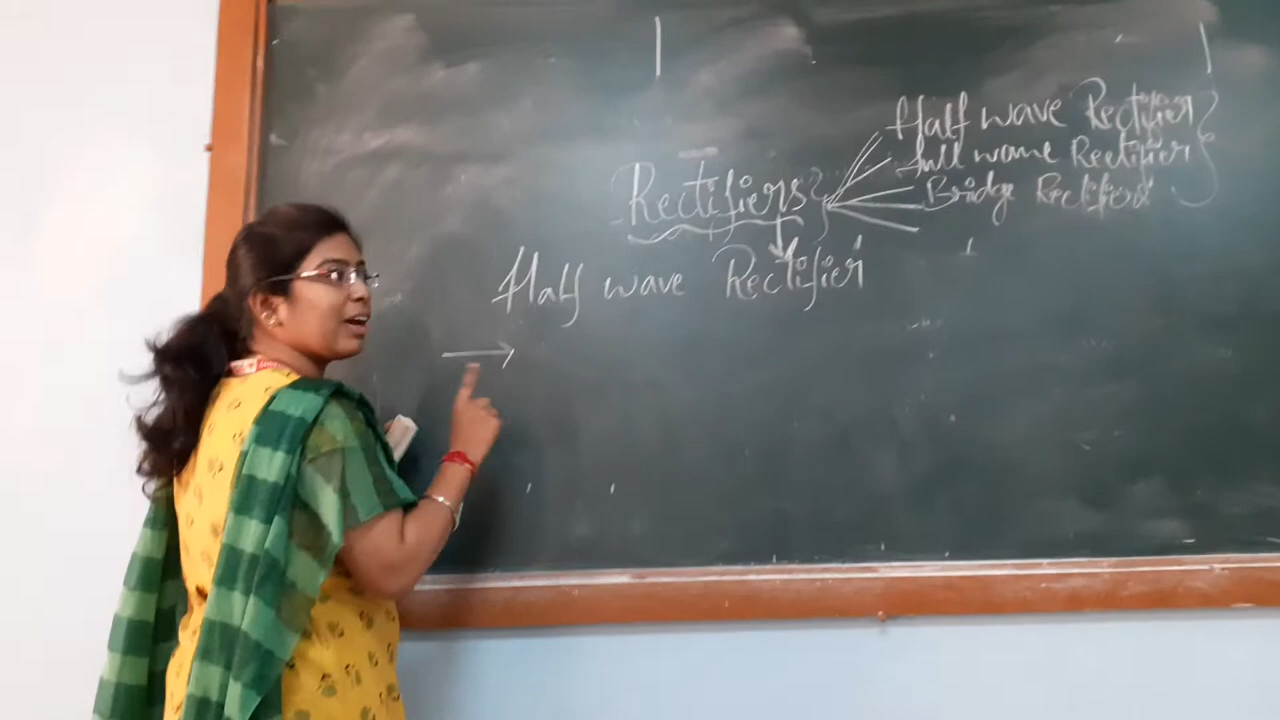 Half wave Rectifier
Full wave Rectifier
Bridge Rectifier
Rectifiers
Half wave Rectifier